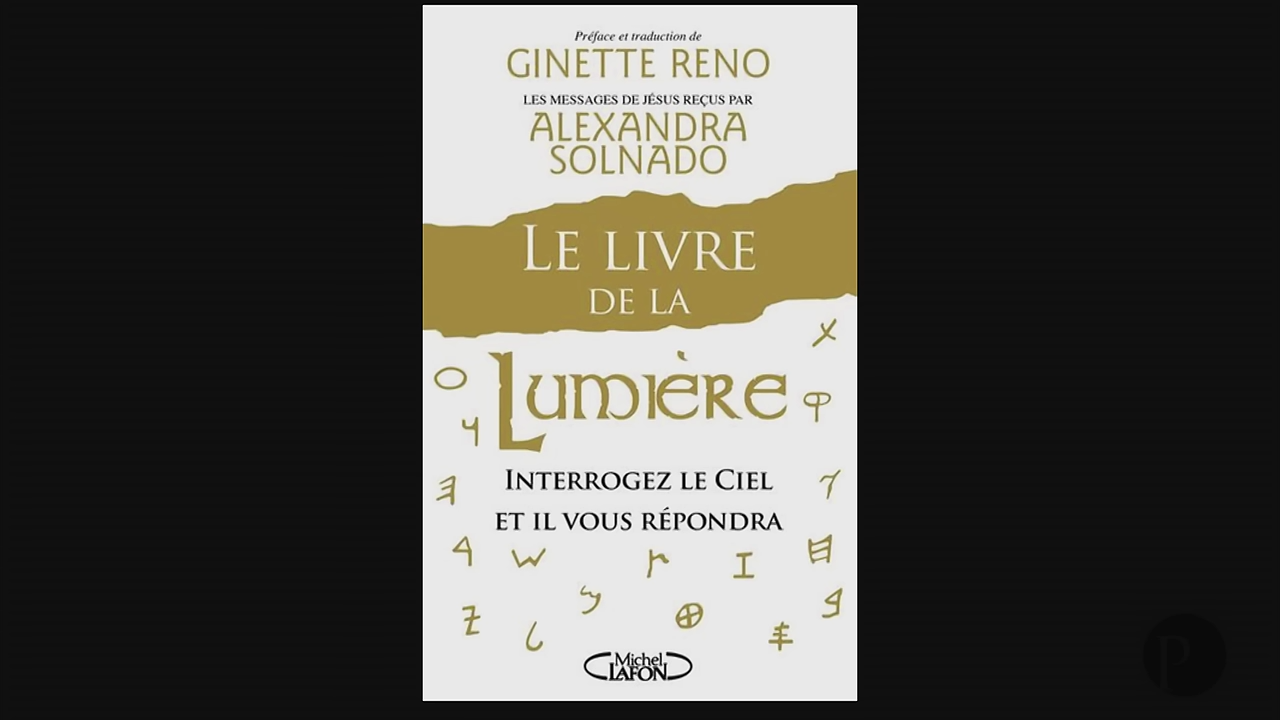 Préface et traduction de
GINETTE RENO
LES MESSAGES DE JÉSUS REÇUS PAR
ALEXANDRA
SOLNADO
LE LIVRE
DE LA
LUMIÈRE
INTERROGEZ LE CIEL
ET IL VOUS RÉPONDRA
Michel
LAFON
P